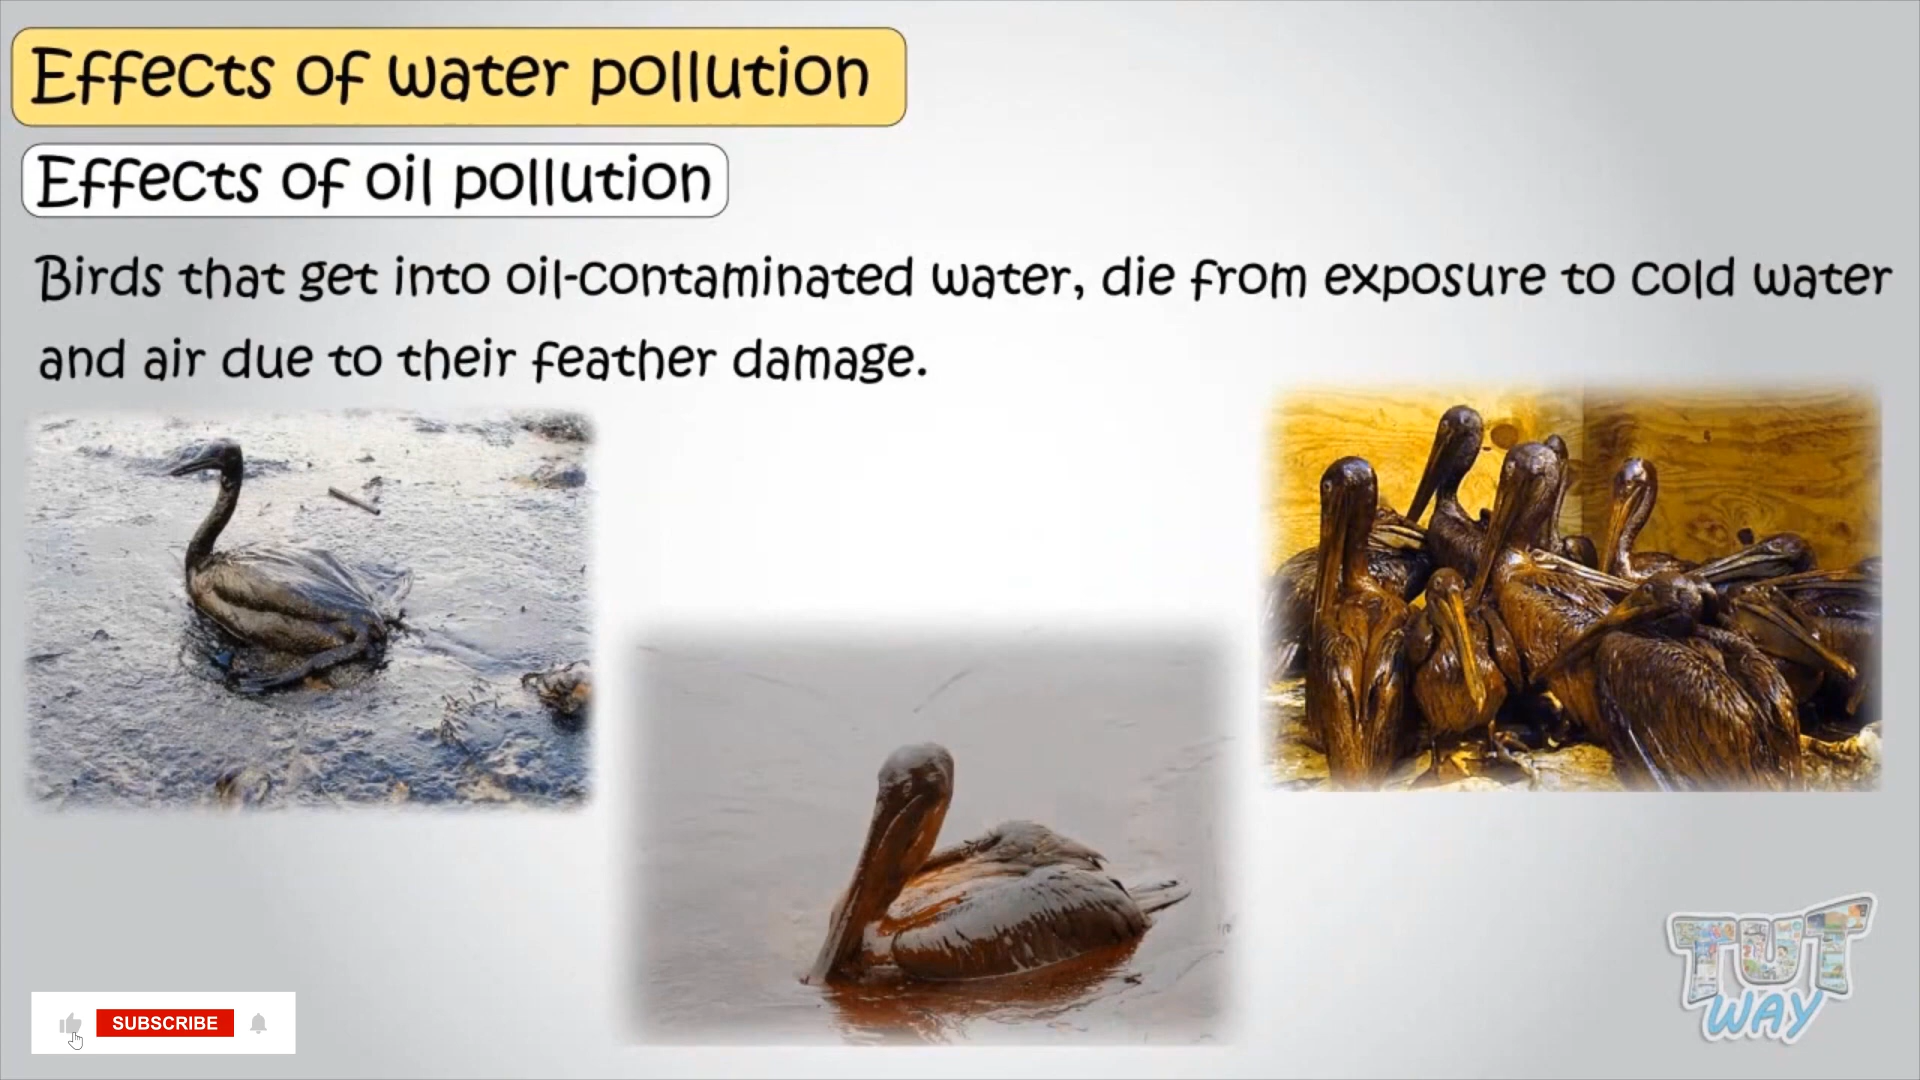 Effects of water pollution
Effects of oil pollution
Birds that get into oil-contaminated water, die from exposure to cold water
and air due to their feather damage.
SUBSCRIBE
TUT
WAY